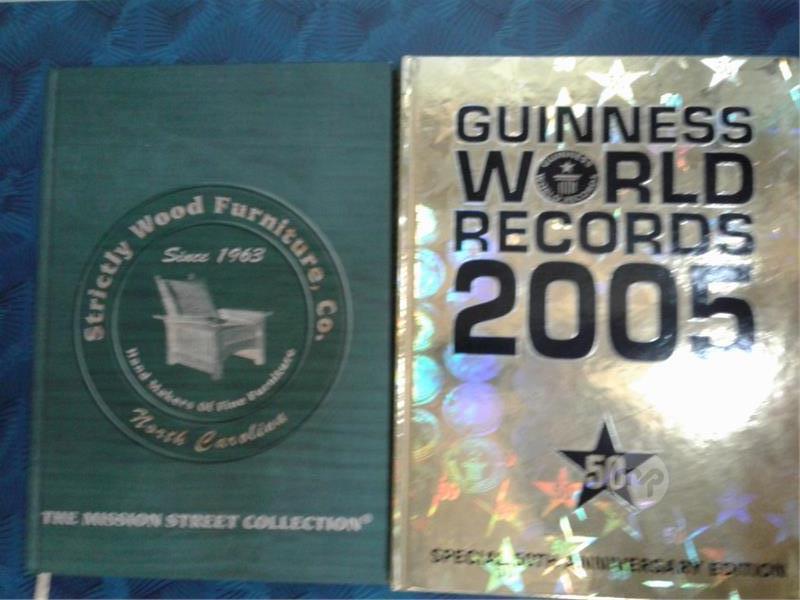 Strictly Wood Furniture, Co.
Since 1963
Hand Makers Of Fine Furniture
North Carolina
THE MISSION STREET COLLECTION®
GUINNESS
WORLD
RECORDS
2005
50
SPECIAL 50TH ANNIVERSARY EDITION